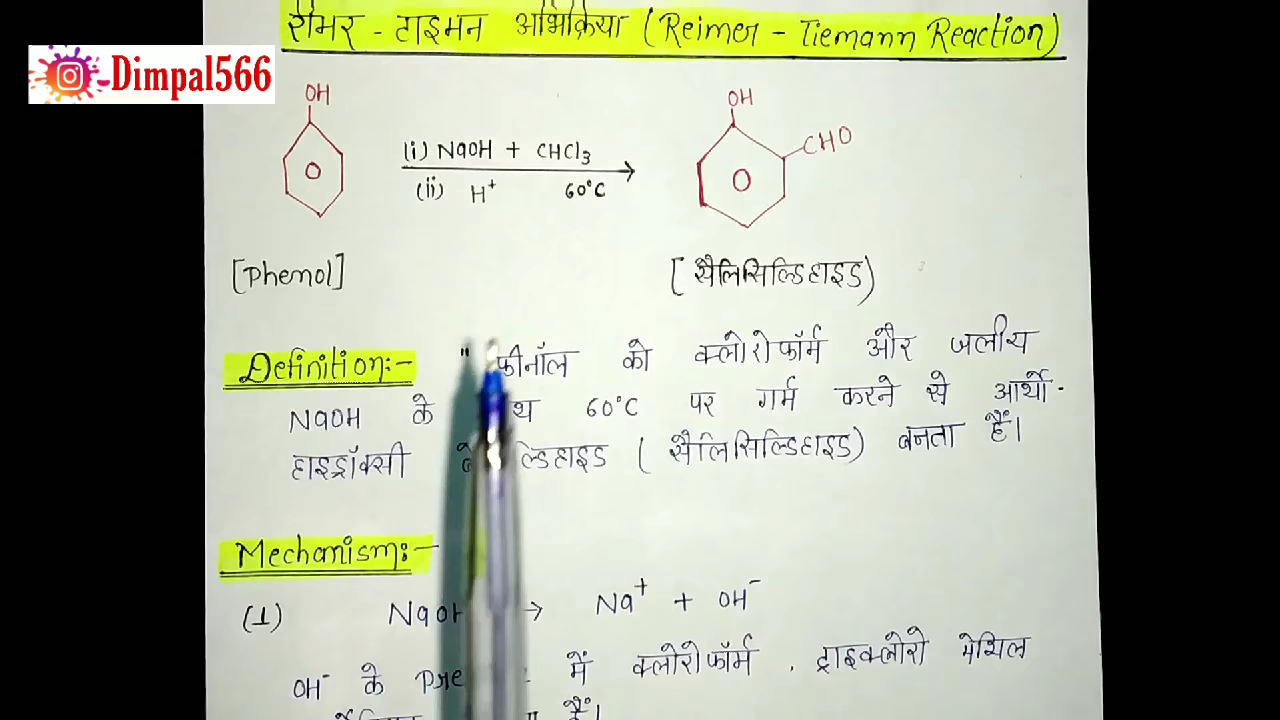 रीमर - टाइमन अभिक्रिया (Reimer - Tiemann Reaction)
Dimpal566
OH
(i) NaOH + CHCl3
(ii) H+ 60°C
OH
CHO
[Phenol]
[सैलिसिल्डिहाइड)
Definition:- " फीनॉल को क्लोरोफॉर्म और जलीय
NaOH के थ 60°C पर गर्म करने से आर्थो-
हाइड्रॉक्सी ल्डिहाइड ( सैलिसिल्डिहाइड) बनता हैं।
Mechanism:-
(1) NaOH → Na+ + OH-
OH- के Pre में क्लोरोफॉर्म , ट्राइक्लोरो मेथिल
हैं।